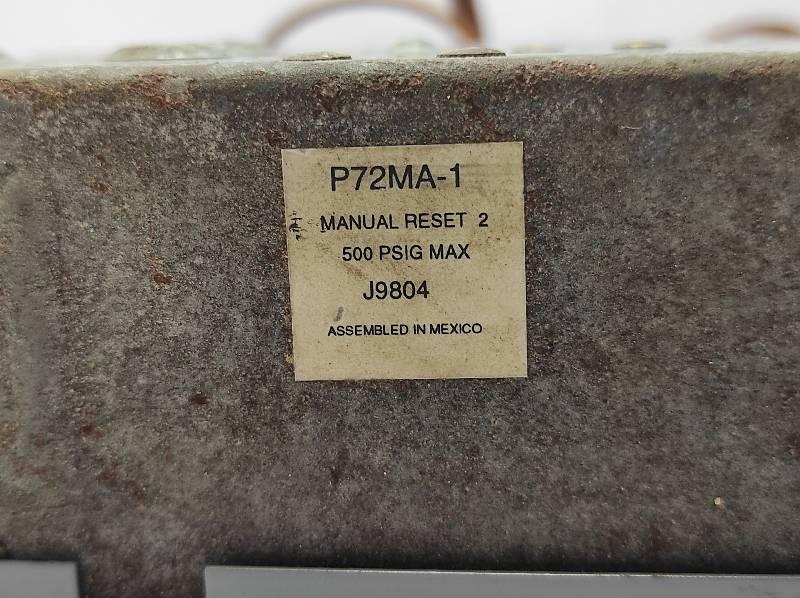 P72MA-1
MANUAL RESET 2
500 PSIG MAX
J9804
ASSEMBLED IN MEXICO